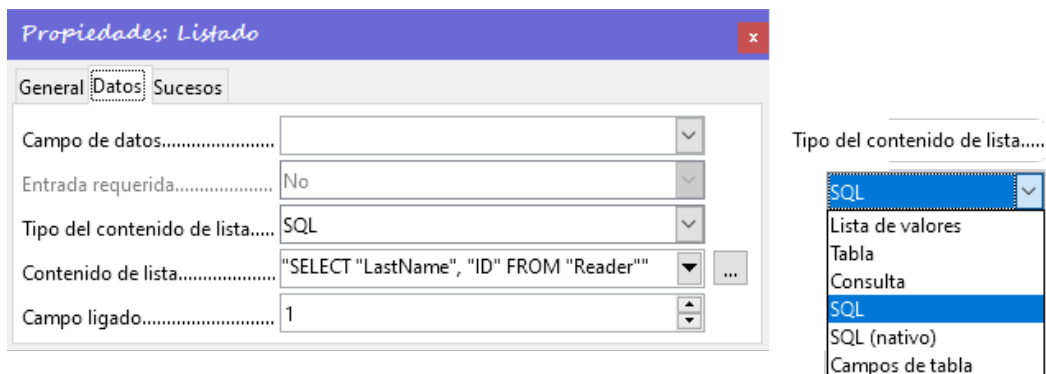 Propiedades: Listado
x
General Datos Sucesos
Campo de datos.......................
Entrada requerida.................... No
Tipo del contenido de lista..... SQL
Contenido de lista.................... "SELECT "LastName", "ID" FROM "Reader"" ...
Campo ligado........................... 1
Tipo del contenido de lista.....
SQL
Lista de valores
Tabla
Consulta
SQL
SQL (nativo)
Campos de tabla